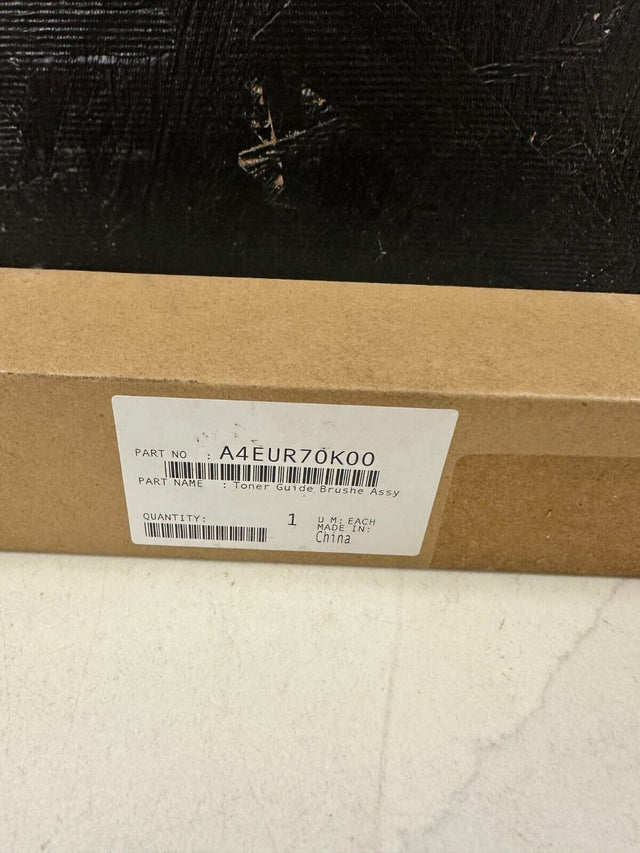 PART NO : A4EUR70K00
PART NAME : Toner Guide Brushe Assy
QUANTITY: 1 U M: EACH
MADE IN:
China